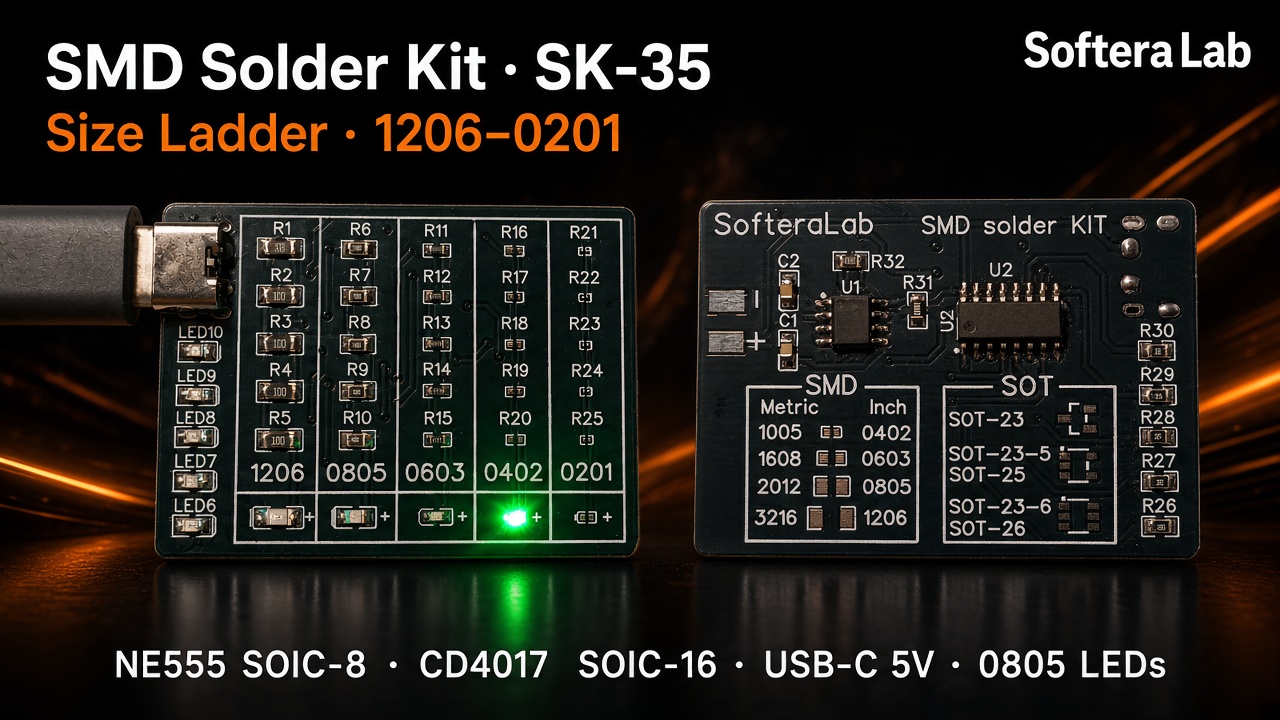 SMD Solder Kit · SK-35
Softera Lab
Size Ladder · 1206–0201
R1 R6 R11 R16 R21
R2 R7 R12 R17 R22
R3 R8 R13 R18 R23
R4 R9 R14 R19 R24
R5 R10 R15 R20 R25
1206 0805 0603 0402 0201
+ + + + +
LED10
LED9
LED8
LED7
LED6
100
100
100
SofteraLab SMD solder KIT
C2 R32 U2
U1 R31
C1 U2
+
R30
R29
R28
R27
R26
SMD
Metric Inch
1005 0402
1608 0603
2012 0805
3216 1206
SOT
SOT-23
SOT-23-5
SOT-25
SOT-23-6
SOT-26
NE555 SOIC-8 · CD4017 SOIC-16 · USB-C 5V · 0805 LEDs